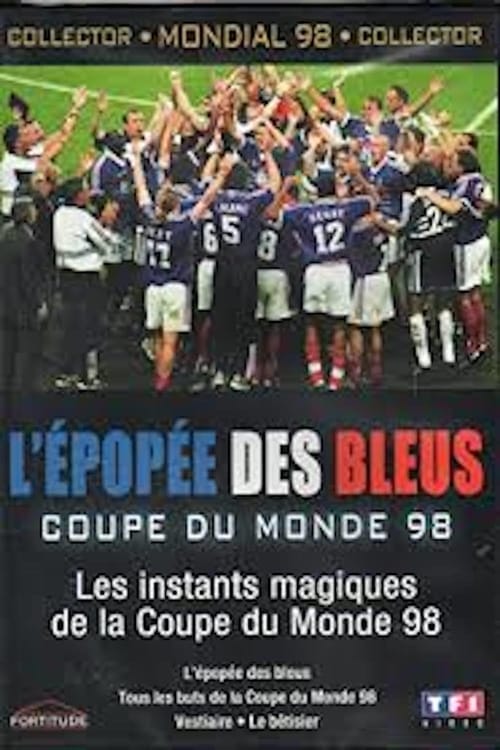 COLLECTOR • MONDIAL 98 • COLLECTOR
5
12
L'ÉPOPÉE DES BLEUS
COUPE DU MONDE 98
Les instants magiques
de la Coupe du Monde 98
L'épopée des bleus
Tous les buts de la Coupe du Monde 98
Vestiaire • Le bêtisier
FORTITUDE
TF1
VIDEO